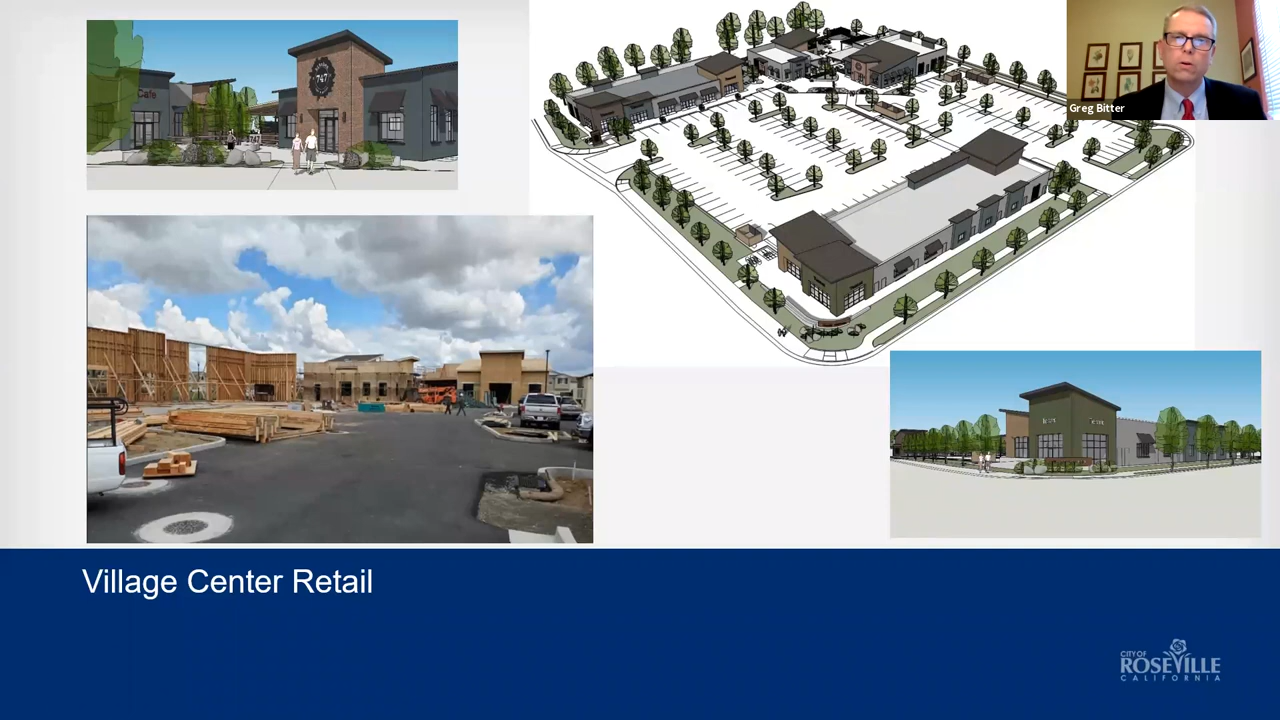 Cafe
Greg Bitter
Village Center Retail
CITY OF
ROSEVILLE
CALIFORNIA